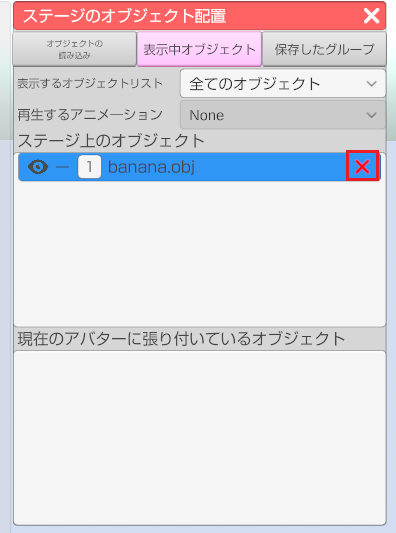 ステージのオブジェクト配置
オブジェクトの
読み込み
表示中オブジェクト
保存したグループ
表示するオブジェクトリスト
全てのオブジェクト
再生するアニメーション
None
ステージ上のオブジェクト
1
banana.obj
現在のアバターに張り付いているオブジェクト